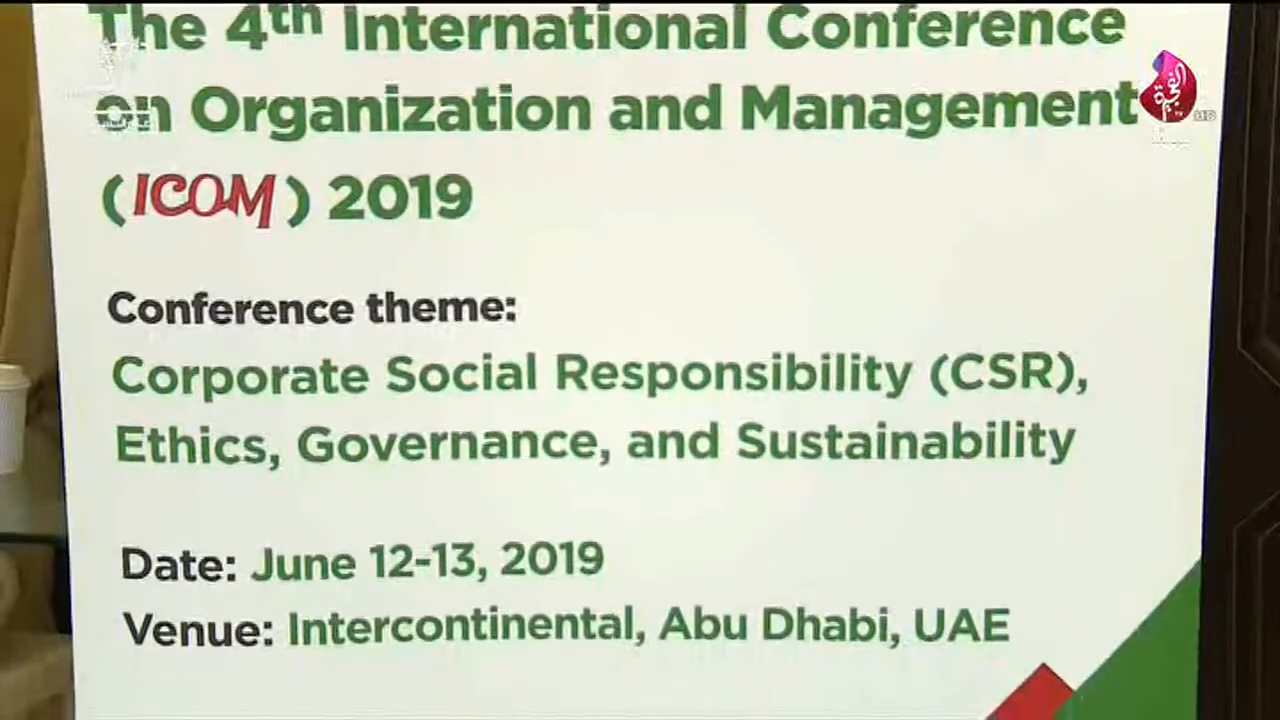 The 4th International Conference
on Organization and Management
(ICOM) 2019
Conference theme:
Corporate Social Responsibility (CSR),
Ethics, Governance, and Sustainability
Date: June 12-13, 2019
Venue: Intercontinental, Abu Dhabi, UAE
الفجيرة